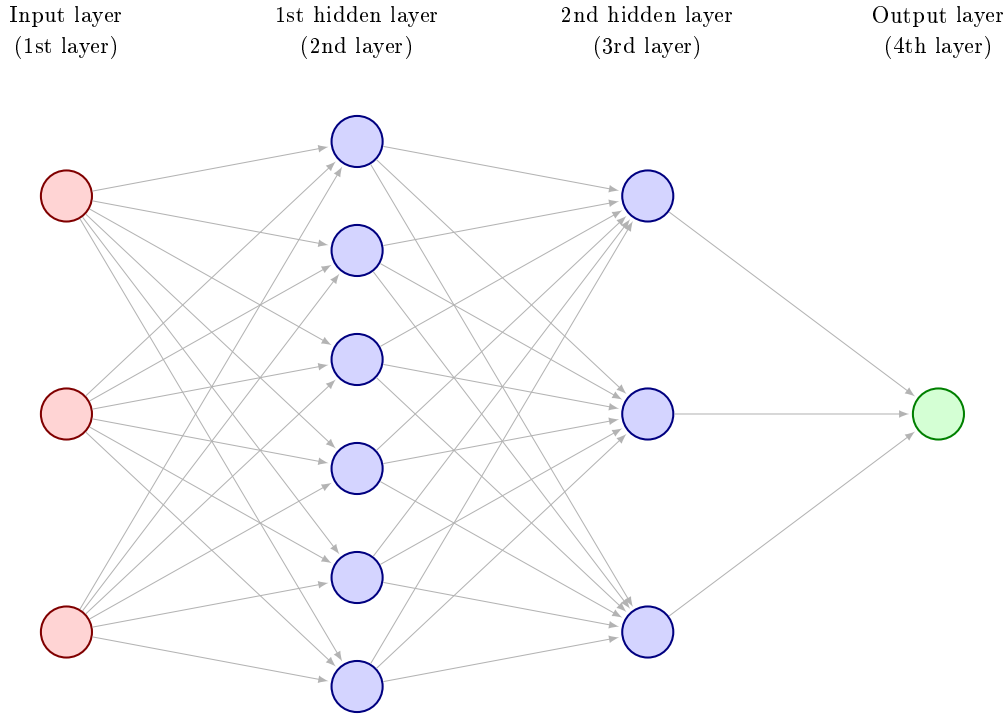 Input layer
(1st layer)
1st hidden layer
(2nd layer)
2nd hidden layer
(3rd layer)
Output layer
(4th layer)